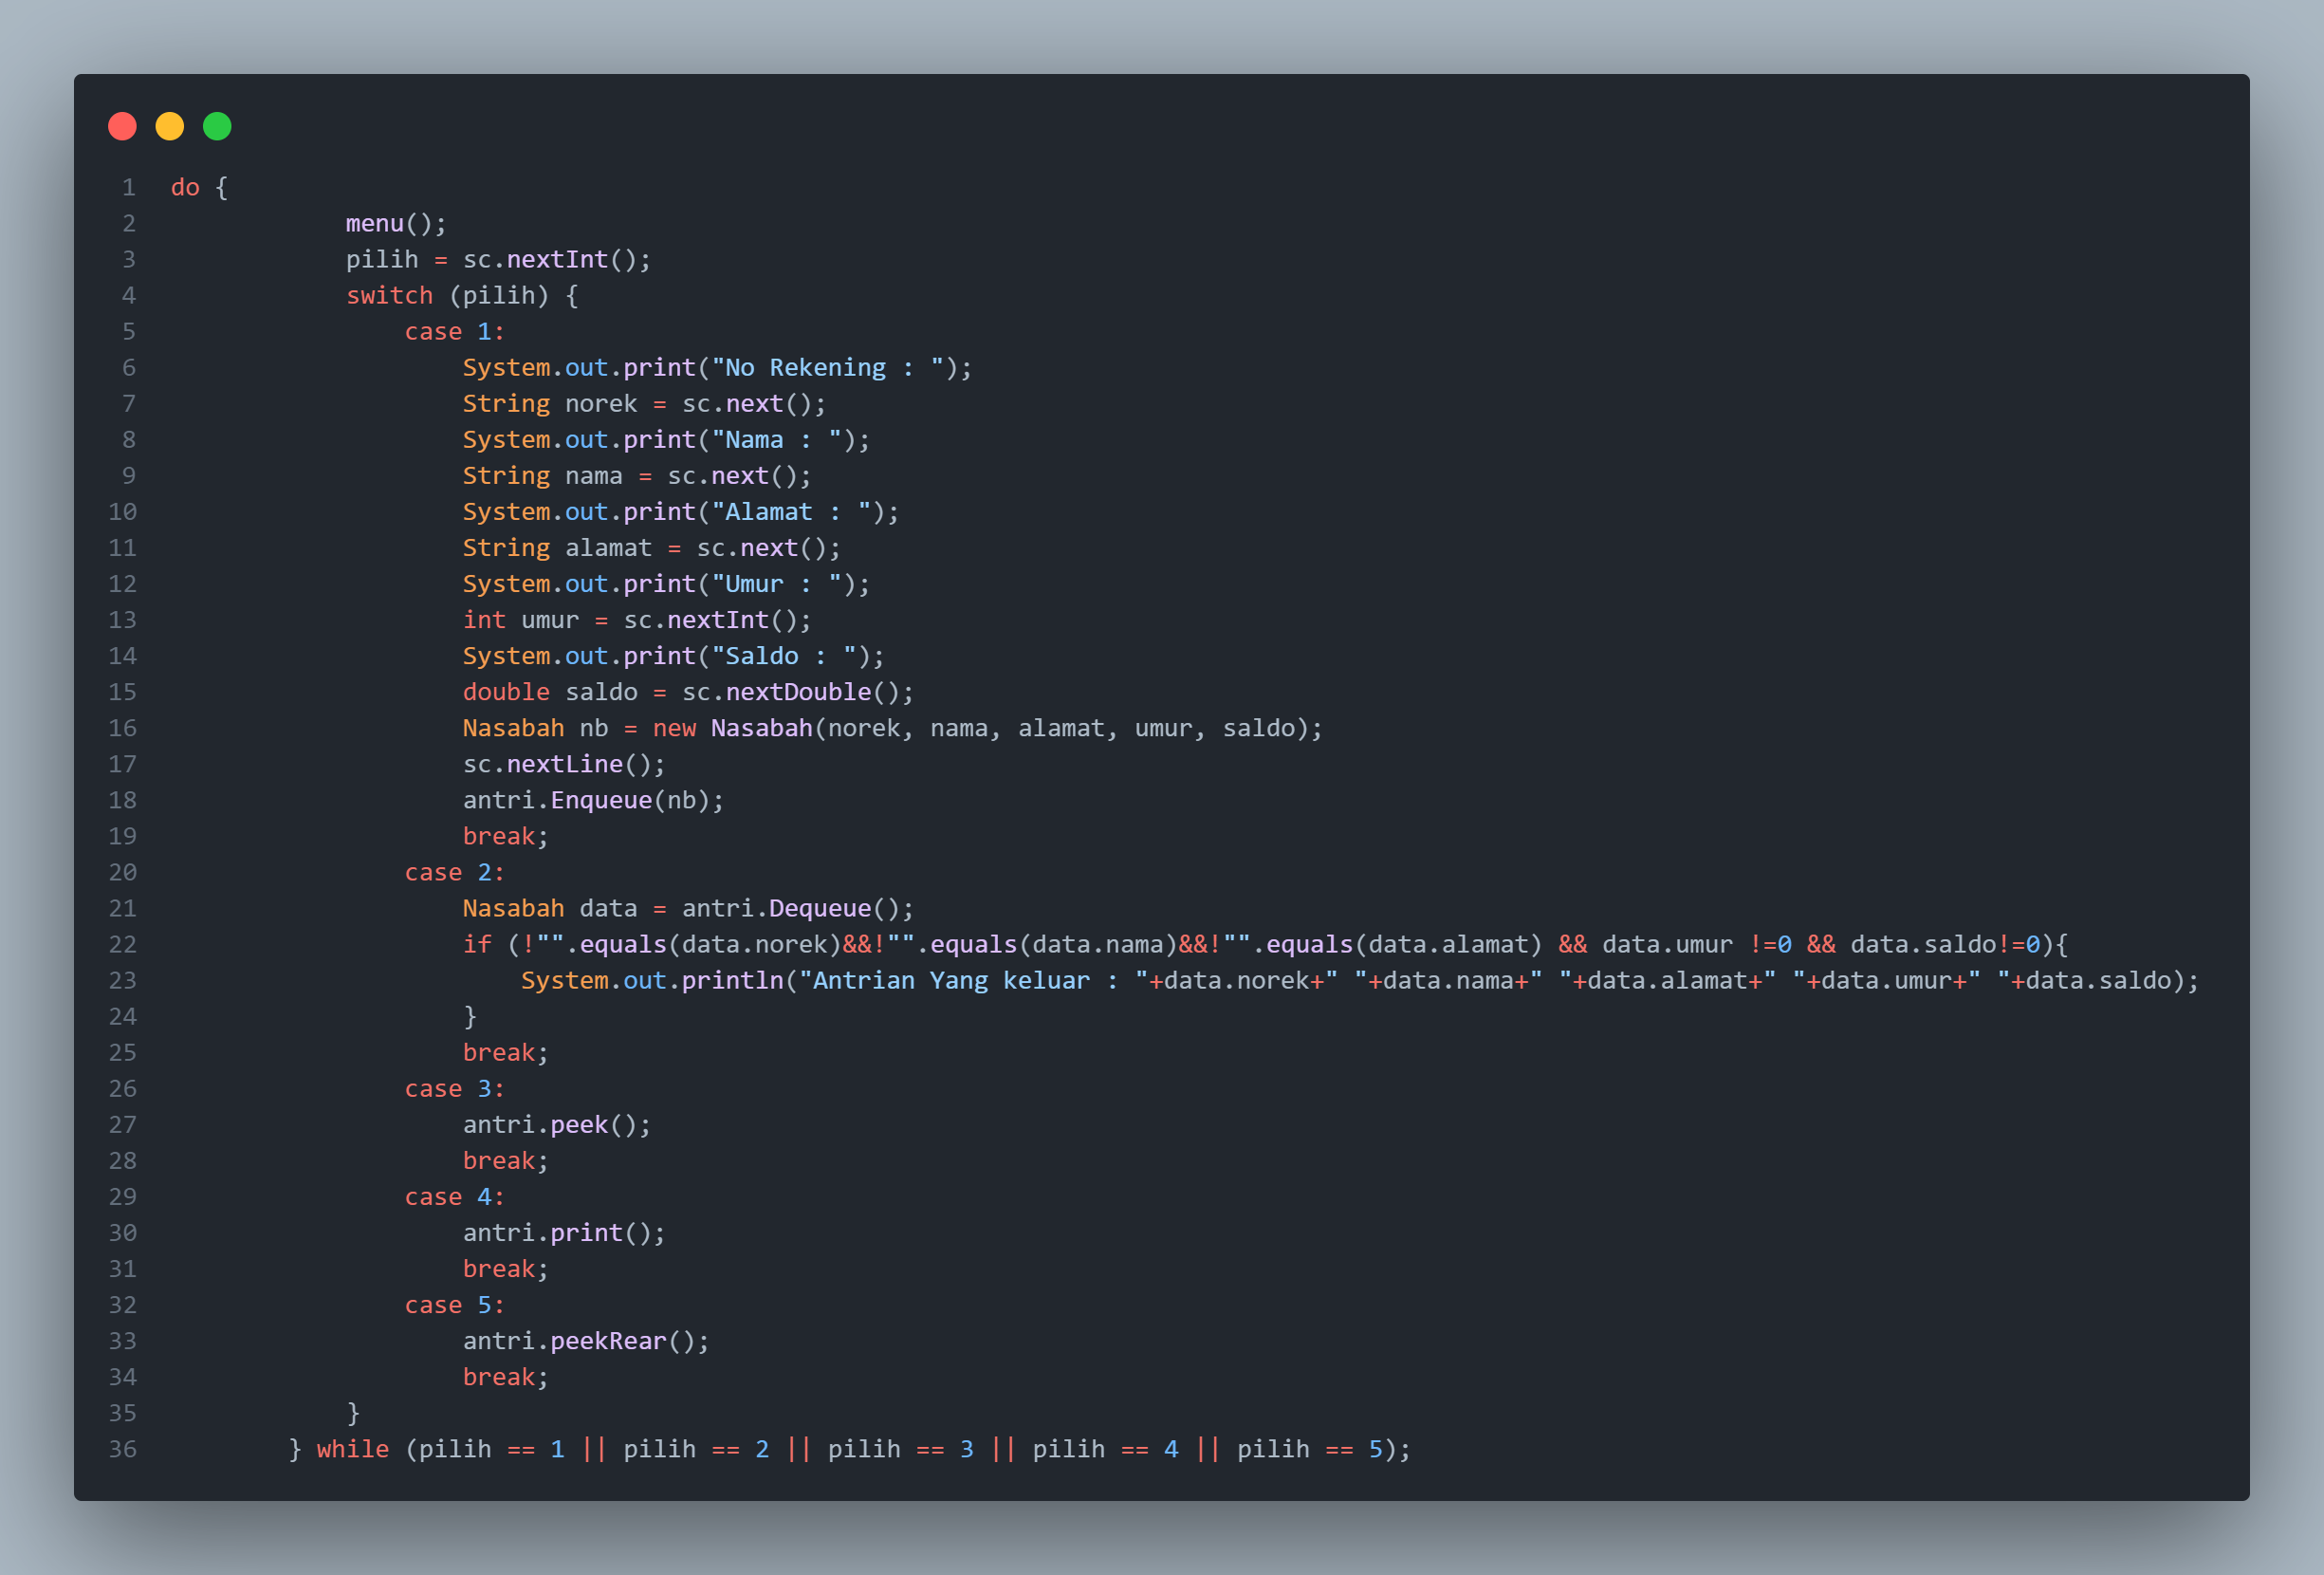 1 do {
2 menu();
3 pilih = sc.nextInt();
4 switch (pilih) {
5 case 1:
6 System.out.print("No Rekening : ");
7 String norek = sc.next();
8 System.out.print("Nama : ");
9 String nama = sc.next();
10 System.out.print("Alamat : ");
11 String alamat = sc.next();
12 System.out.print("Umur : ");
13 int umur = sc.nextInt();
14 System.out.print("Saldo : ");
15 double saldo = sc.nextDouble();
16 Nasabah nb = new Nasabah(norek, nama, alamat, umur, saldo);
17 sc.nextLine();
18 antri.Enqueue(nb);
19 break;
20 case 2:
21 Nasabah data = antri.Dequeue();
22 if (!"".equals(data.norek)&&!"".equals(data.nama)&&!"".equals(data.alamat) && data.umur !=0 && data.saldo!=0){
23 System.out.println("Antrian Yang keluar : "+data.norek+" "+data.nama+" "+data.alamat+" "+data.umur+" "+data.saldo);
24 }
25 break;
26 case 3:
27 antri.peek();
28 break;
29 case 4:
30 antri.print();
31 break;
32 case 5:
33 antri.peekRear();
34 break;
35 }
36 } while (pilih == 1 || pilih == 2 || pilih == 3 || pilih == 4 || pilih == 5);